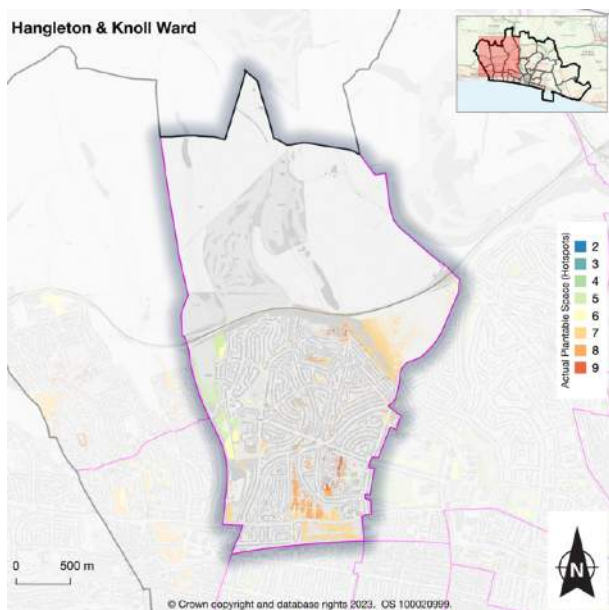 Hangleton & Knoll Ward
Actual Plantable Space (Hotspots)
2
3
4
5
6
7
8
9
0 500 m
N
© Crown copyright and database rights 2023. OS 100020999.